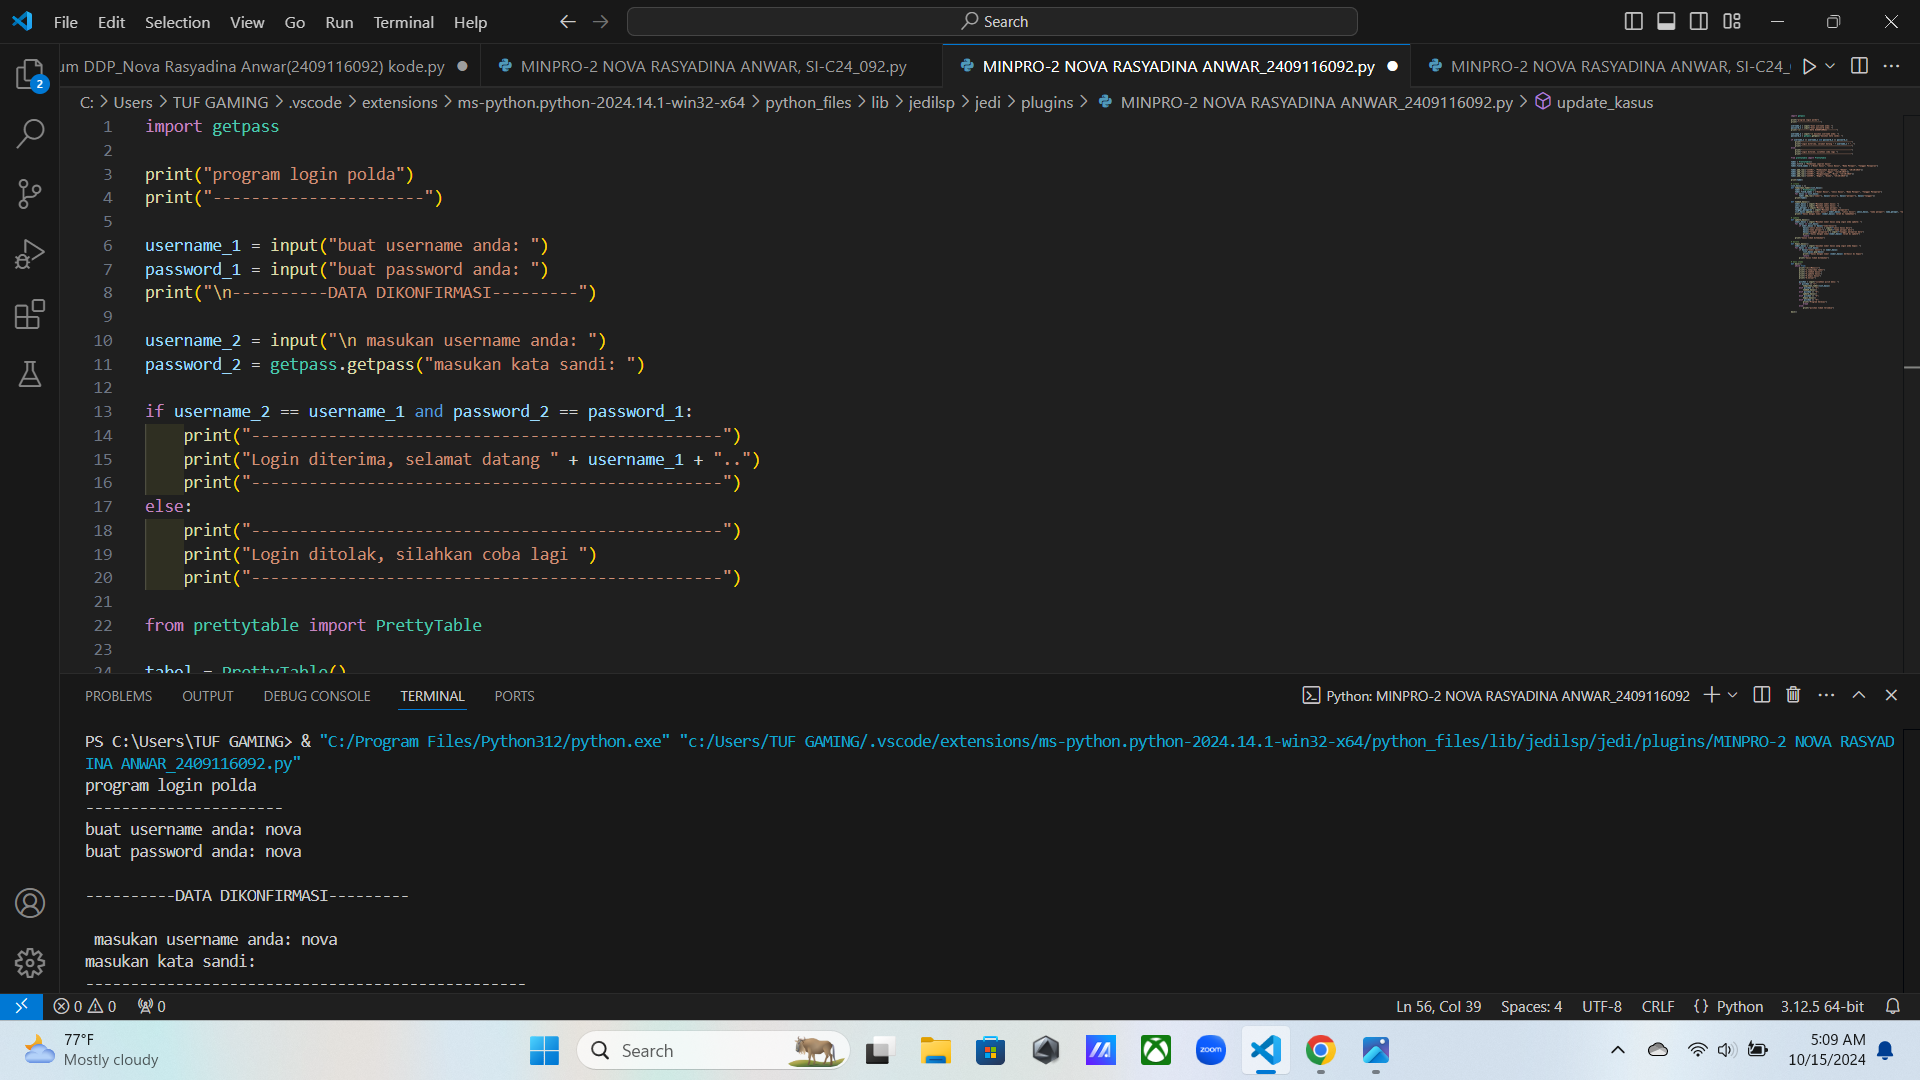 File Edit Selection View Go Run Terminal Help
Search
um DDP_Nova Rasyadina Anwar(2409116092) kode.py
MINPRO-2 NOVA RASYADINA ANWAR, SI-C24_092.py
MINPRO-2 NOVA RASYADINA ANWAR_2409116092.py
MINPRO-2 NOVA RASYADINA ANWAR, SI-C24_
2
C: > Users > TUF GAMING > .vscode > extensions > ms-python.python-2024.14.1-win32-x64 > python_files > lib > jedilsp > jedi > plugins > MINPRO-2 NOVA RASYADINA ANWAR_2409116092.py > update_kasus
1 import getpass
2
3 print("program login polda")
4 print("----------------------")
5
6 username_1 = input("buat username anda: ")
7 password_1 = input("buat password anda: ")
8 print("\n----------DATA DIKONFIRMASI---------")
9
10 username_2 = input("\n masukan username anda: ")
11 password_2 = getpass.getpass("masukan kata sandi: ")
12
13 if username_2 == username_1 and password_2 == password_1:
14 print("-------------------------------------------------")
15 print("Login diterima, selamat datang " + username_1 + "..")
16 print("-------------------------------------------------")
17 else:
18 print("-------------------------------------------------")
19 print("Login ditolak, silahkan coba lagi ")
20 print("-------------------------------------------------")
21
22 from prettytable import PrettyTable
23
24 tabel = PrettyTable()
PROBLEMS OUTPUT DEBUG CONSOLE TERMINAL PORTS
Python: MINPRO-2 NOVA RASYADINA ANWAR_2409116092
PS C:\Users\TUF GAMING> & "C:/Program Files/Python312/python.exe" "c:/Users/TUF GAMING/.vscode/extensions/ms-python.python-2024.14.1-win32-x64/python_files/lib/jedilsp/jedi/plugins/MINPRO-2 NOVA RASYAD
INA ANWAR_2409116092.py"
program login polda
----------------------
buat username anda: nova
buat password anda: nova
----------DATA DIKONFIRMASI---------
masukan username anda: nova
masukan kata sandi:
-------------------------------------------------
0 0 0
Ln 56, Col 39 Spaces: 4 UTF-8 CRLF {} Python 3.12.5 64-bit
77°F
Mostly cloudy
Search
zoom
5:09 AM
10/15/2024